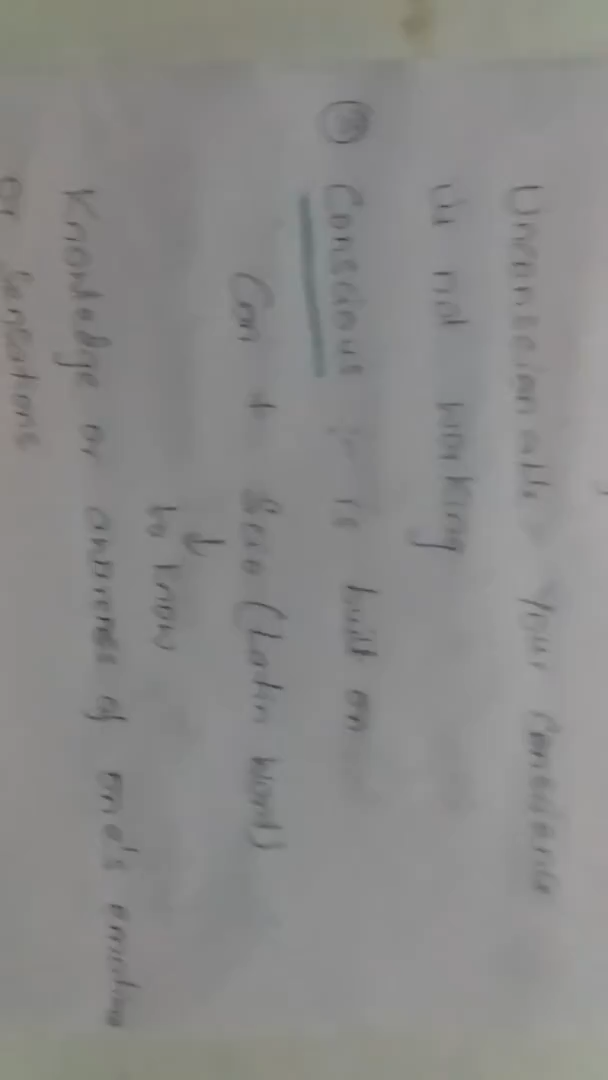 Unconscionable > Your Conscience
is not working
③ Conscious :- is built on
Con + Scio (Latin word)
↓
to know
Knowledge or awareness of one's emotions
or sensations